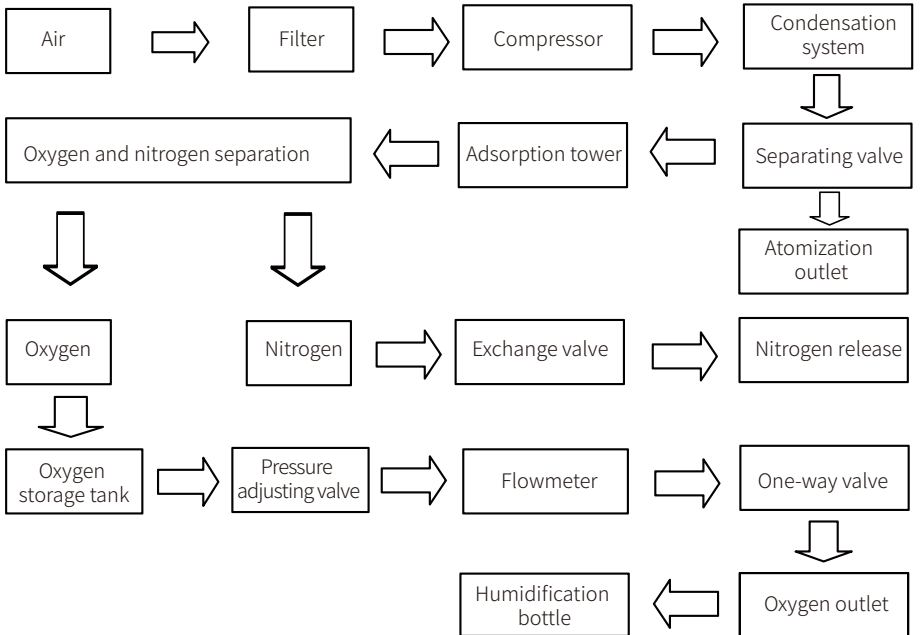 Air
Filter
Compressor
Condensation
system
Oxygen and nitrogen separation
Adsorption tower
Separating valve
Atomization
outlet
Oxygen
Nitrogen
Exchange valve
Nitrogen release
Oxygen
storage tank
Pressure
adjusting valve
Flowmeter
One-way valve
Humidification
bottle
Oxygen outlet